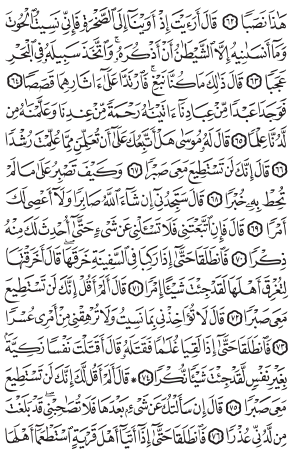 هَٰذَا نَصَبًا ٦٢ قَالَ أَرَءَيْتَ إِذْ أَوَيْنَآ إِلَى ٱلصَّخْرَةِ فَإِنِّى نَسِيتُ ٱلْحُوتَ
وَمَآ أَنسَىٰنِيهُ إِلَّا ٱلشَّيْطَٰنُ أَنْ أَذْكُرَهُۥ ۚ وَٱتَّخَذَ سَبِيلَهُۥ فِى ٱلْبَحْرِ
عَجَبًا ٦٣ قَالَ ذَٰلِكَ مَا كُنَّا نَبْغِ ۚ فَٱرْتَدَّا عَلَىٰٓ ءَاثَارِهِمَا قَصَصًا ٦٤
فَوَجَدَا عَبْدًا مِّنْ عِبَادِنَآ ءَاتَيْنَٰهُ رَحْمَةً مِّنْ عِندِنَا وَعَلَّمْنَٰهُ مِن
لَّدُنَّا عِلْمًا ٦٥ قَالَ لَهُۥ مُوسَىٰ هَلْ أَتَّبِعُكَ عَلَىٰٓ أَن تُعَلِّمَنِ مِمَّا عُلِّمْتَ رُشْدًا
٦٦ قَالَ إِنَّكَ لَن تَسْتَطِيعَ مَعِىَ صَبْرًا ٦٧ وَكَيْفَ تَصْبِرُ عَلَىٰ مَا لَمْ
تُحِطْ بِهِۦ خُبْرًا ٦٨ قَالَ سَتَجِدُنِىٓ إِن شَآءَ ٱللَّهُ صَابِرًا وَلَآ أَعْصِى لَكَ
أَمْرًا ٦٩ قَالَ فَإِنِ ٱتَّبَعْتَنِى فَلَا تَسْـَٔلْنِى عَن شَىْءٍ حَتَّىٰٓ أُحْدِثَ لَكَ مِنْهُ
ذِكْرًا ٧٠ فَٱنطَلَقَا حَتَّىٰٓ إِذَا رَكِبَا فِى ٱلسَّفِينَةِ خَرَقَهَا ۖ قَالَ أَخَرَقْتَهَا
لِتُغْرِقَ أَهْلَهَا لَقَدْ جِئْتَ شَيْـًٔا إِمْرًا ٧١ قَالَ أَلَمْ أَقُلْ إِنَّكَ لَن تَسْتَطِيعَ
مَعِىَ صَبْرًا ٧٢ قَالَ لَا تُؤَاخِذْنِى بِمَا نَسِيتُ وَلَا تُرْهِقْنِى مِنْ أَمْرِى عُسْرًا
٧٣ فَٱنطَلَقَا حَتَّىٰٓ إِذَا لَقِيَا غُلَٰمًا فَقَتَلَهُۥ قَالَ أَقَتَلْتَ نَفْسًا زَكِيَّةًۢ
بِغَيْرِ نَفْسٍ لَّقَدْ جِئْتَ شَيْـًٔا نُّكْرًا ٧٤ * قَالَ أَلَمْ أَقُل لَّكَ إِنَّكَ لَن تَسْتَطِيعَ
مَعِىَ صَبْرًا ٧٥ قَالَ إِن سَأَلْتُكَ عَن شَىْءٍۭ بَعْدَهَا فَلَا تُصَٰحِبْنِى ۖ قَدْ بَلَغْتَ
مِن لَّدُنِّى عُذْرًا ٧٦ فَٱنطَلَقَا حَتَّىٰٓ إِذَآ أَتَيَآ أَهْلَ قَرْيَةٍ ٱسْتَطْعَمَآ أَهْلَهَا